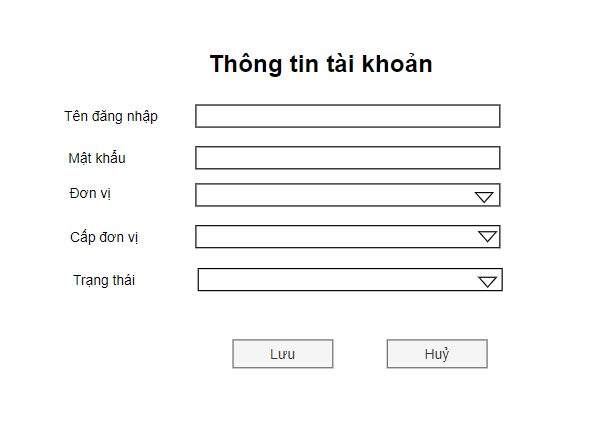 Thông tin tài khoản
Tên đăng nhập
Mật khẩu
Đơn vị
Cấp đơn vị
Trạng thái
Lưu
Huỷ